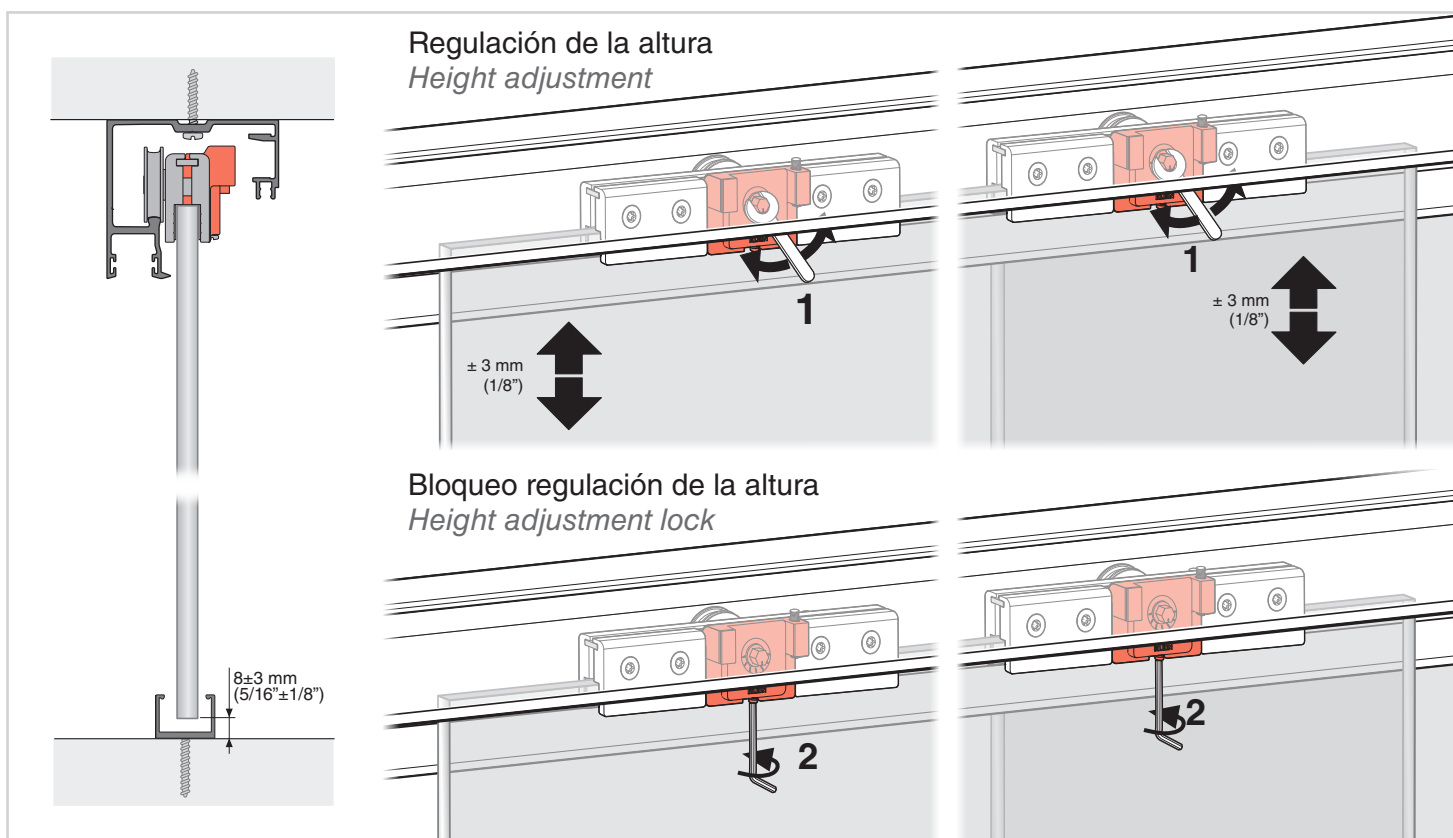 Regulación de la altura
Height adjustment
1
± 3 mm
(1/8”)
1
± 3 mm
(1/8”)
Bloqueo regulación de la altura
Height adjustment lock
2
2
8±3 mm
(5/16”±1/8”)